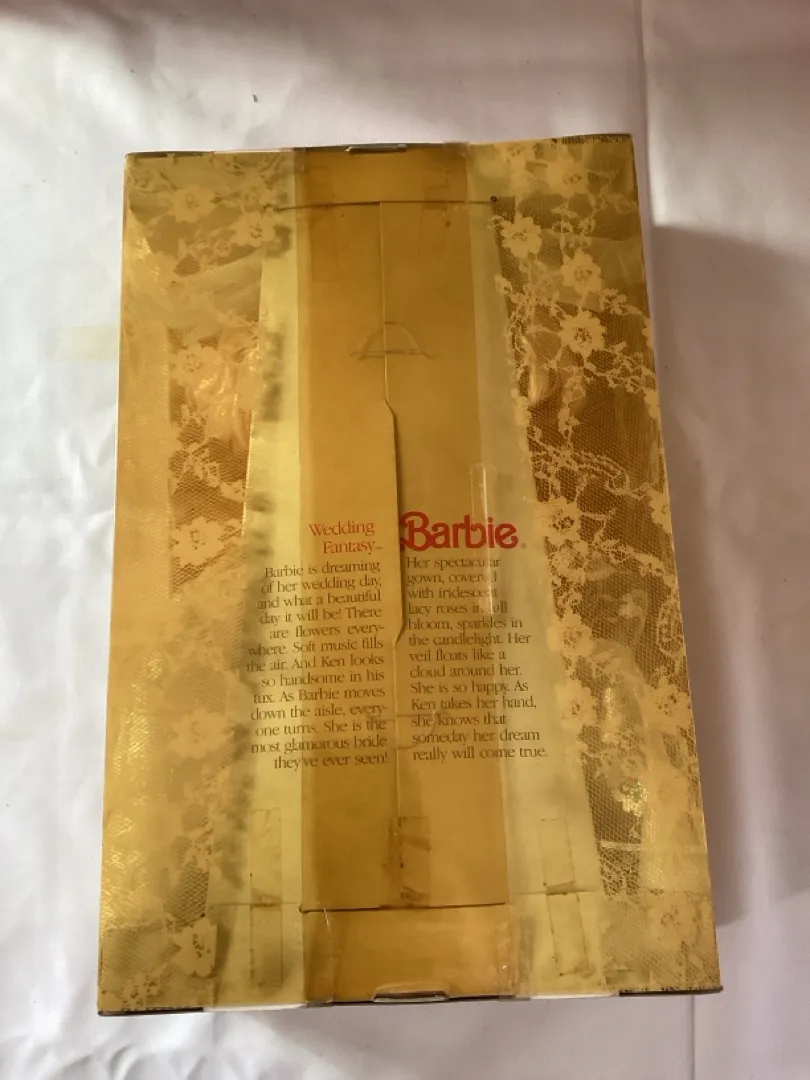 Wedding
Fantasy™
Barbie is dreaming
of her wedding day,
and what a beautiful
day it will be! There
are flowers every-
where. Soft music fills
the air. And Ken looks
so handsome in his
tux. As Barbie moves
down the aisle, every-
one turns. She is the
most glamorous bride
they've ever seen!
Barbie®
Her spectacular
gown, covered
with iridescent
lacy roses in full
bloom, sparkles in
the candlelight. Her
veil floats like a
cloud around her.
She is so happy. As
Ken takes her hand,
she knows that
someday her dream
really will come true.